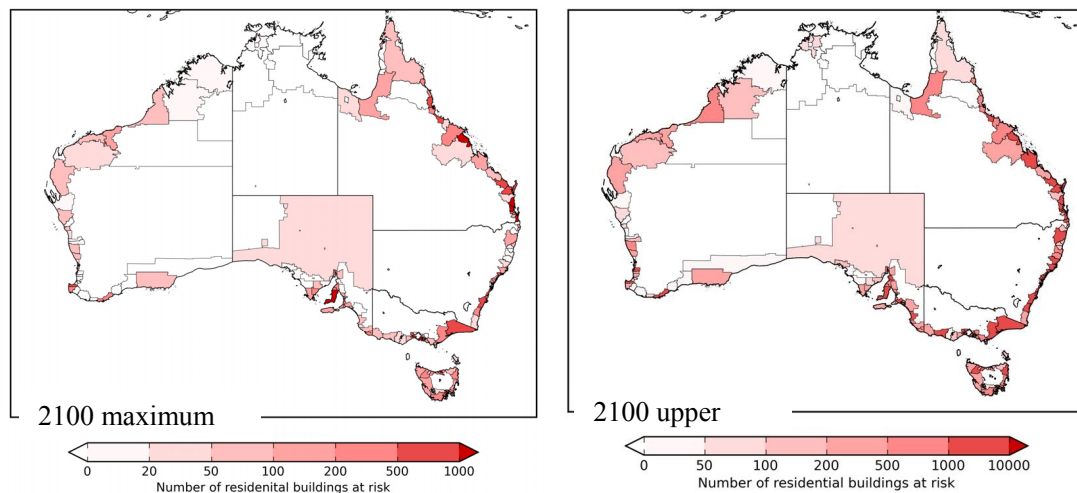 2100 maximum
0 20 50 100 200 500 1000
Number of residenital buildings at risk
2100 upper
0 50 100 200 500 1000 10000
Number of residential buildings at risk